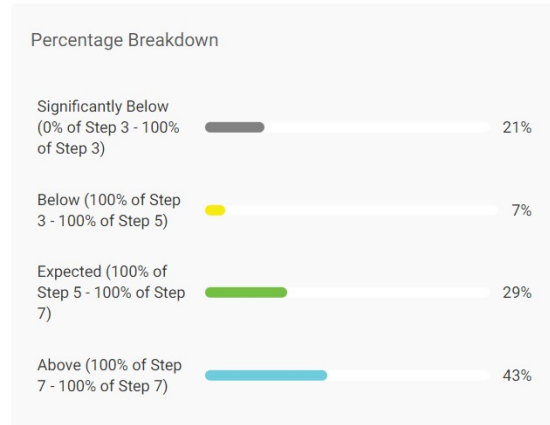 Percentage Breakdown
Significantly Below
(0% of Step 3 - 100%
of Step 3)
21%
Below (100% of Step
3 - 100% of Step 5)
7%
Expected (100% of
Step 5 - 100% of Step
7)
29%
Above (100% of Step
7 - 100% of Step 7)
43%